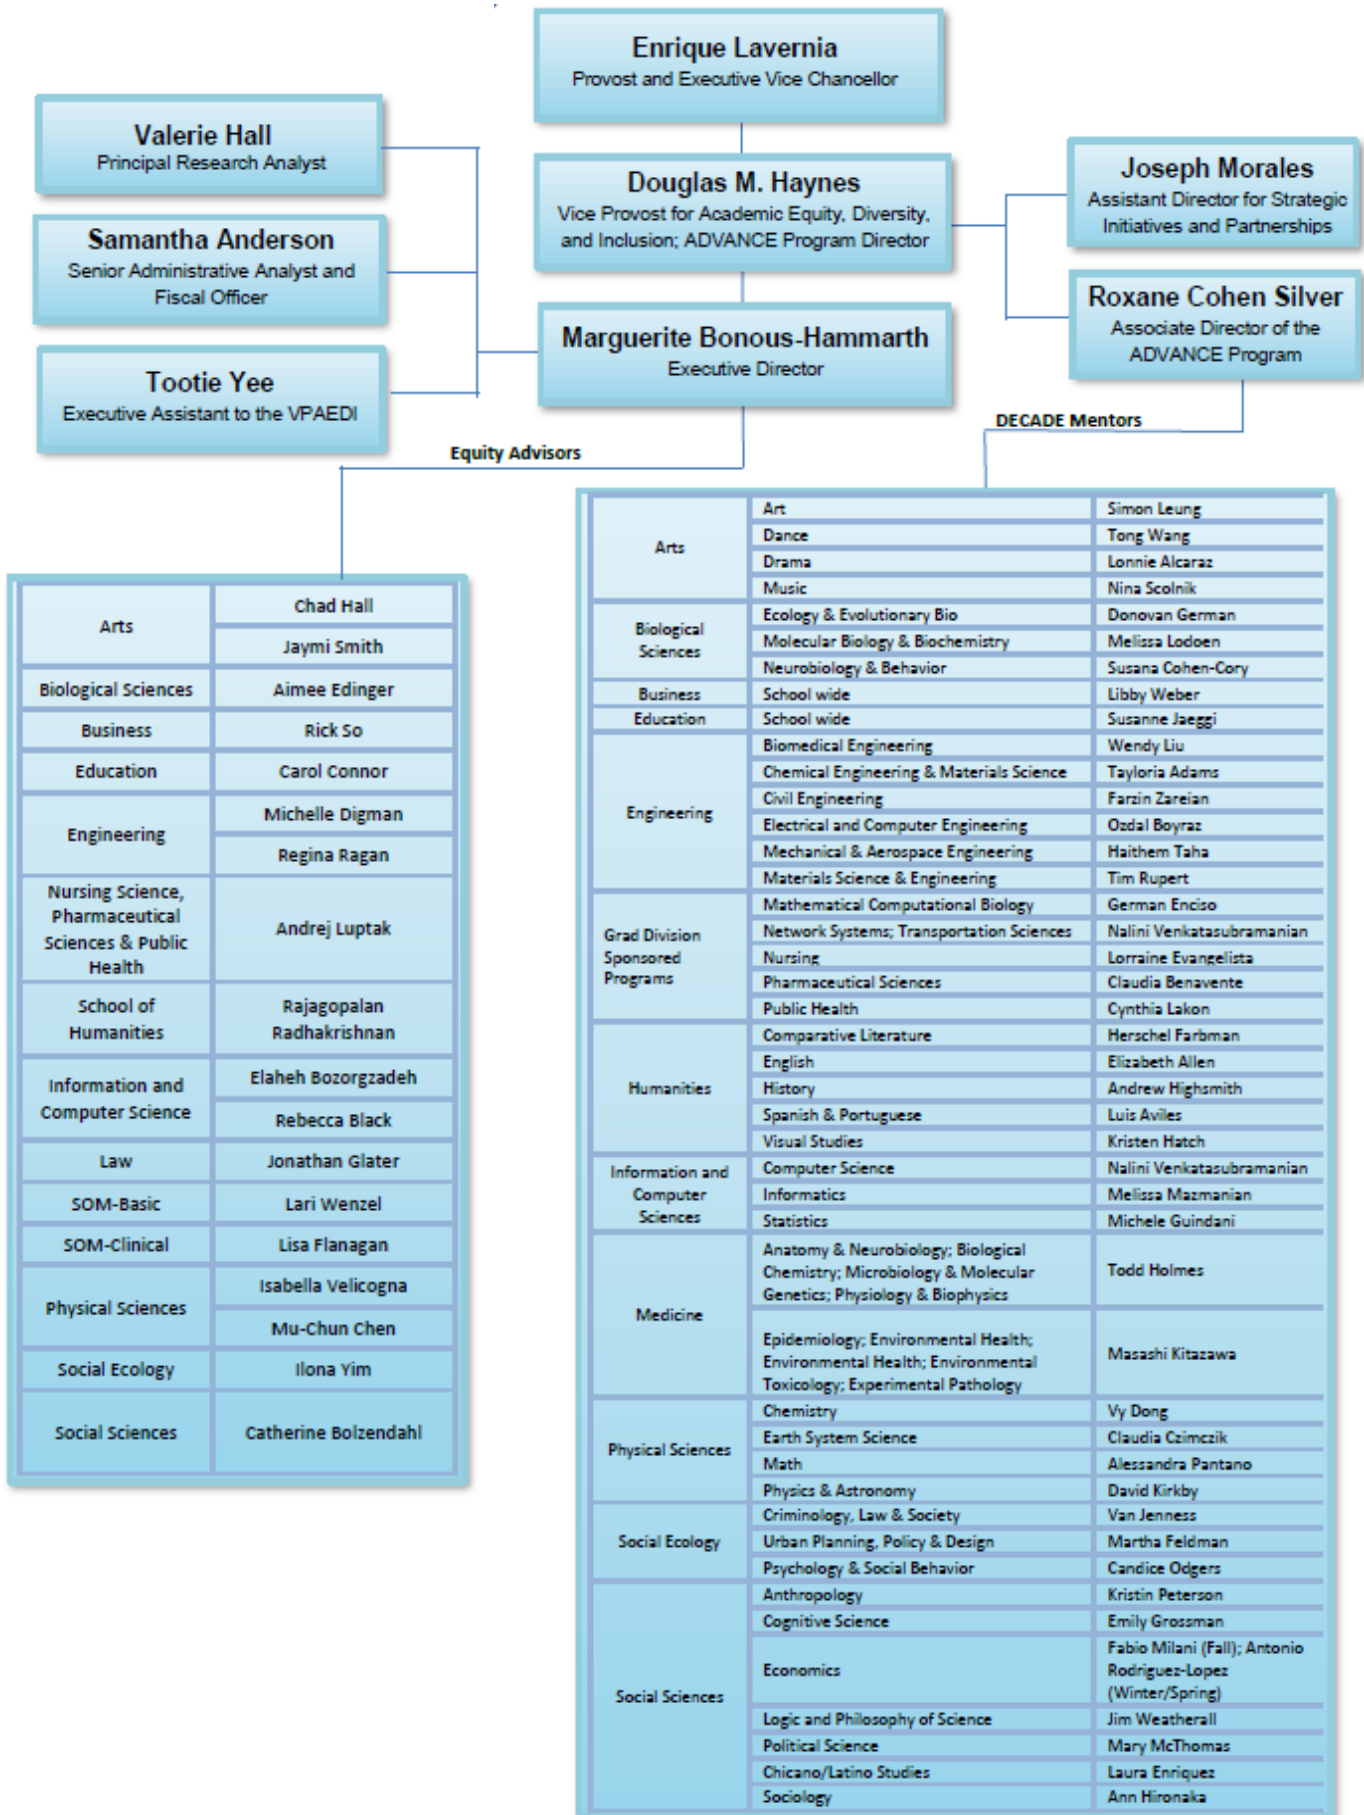 Enrique Lavernia
Provost and Executive Vice Chancellor
Valerie Hall
Principal Research Analyst
Douglas M. Haynes
Vice Provost for Academic Equity, Diversity,
and Inclusion; ADVANCE Program Director
Joseph Morales
Assistant Director for Strategic
Initiatives and Partnerships
Samantha Anderson
Senior Administrative Analyst and
Fiscal Officer
Roxane Cohen Silver
Associate Director of the
ADVANCE Program
Marguerite Bonous-Hammarth
Executive Director
Tootie Yee
Executive Assistant to the VPAEDI
Equity Advisors
DECADE Mentors
Arts
Chad Hall
Jaymi Smith
Biological Sciences
Aimee Edinger
Business
Rick So
Education
Carol Connor
Engineering
Michelle Digman
Regina Ragan
Nursing Science,
Pharmaceutical
Sciences & Public
Health
Andrej Luptak
School of
Humanities
Rajagopalan
Radhakrishnan
Information and
Computer Science
Elaheh Bozorgzadeh
Rebecca Black
Law
Jonathan Glater
SOM-Basic
Lari Wenzel
SOM-Clinical
Lisa Flanagan
Physical Sciences
Isabella Velicogna
Mu-Chun Chen
Social Ecology
Ilona Yim
Social Sciences
Catherine Bolzendahl
Arts
Art
Simon Leung
Dance
Tong Wang
Drama
Lonnie Alcaraz
Music
Nina Scolnik
Biological
Sciences
Ecology & Evolutionary Bio
Donovan German
Molecular Biology & Biochemistry
Melissa Lodoen
Neurobiology & Behavior
Susana Cohen-Cory
Business
School wide
Libby Weber
Education
School wide
Susanne Jaeggi
Engineering
Biomedical Engineering
Wendy Liu
Chemical Engineering & Materials Science
Tayloria Adams
Civil Engineering
Farzin Zareian
Electrical and Computer Engineering
Ozdal Boyraz
Mechanical & Aerospace Engineering
Haithem Taha
Materials Science & Engineering
Tim Rupert
Grad Division
Sponsored
Programs
Mathematical Computational Biology
German Enciso
Network Systems; Transportation Sciences
Nalini Venkatasubramanian
Nursing
Lorraine Evangelista
Pharmaceutical Sciences
Claudia Benavente
Public Health
Cynthia Lakon
Humanities
Comparative Literature
Herschel Farbman
English
Elizabeth Allen
History
Andrew Highsmith
Spanish & Portuguese
Luis Aviles
Visual Studies
Kristen Hatch
Information and
Computer
Sciences
Computer Science
Nalini Venkatasubramanian
Informatics
Melissa Mazmanian
Statistics
Michele Guindani
Medicine
Anatomy & Neurobiology; Biological
Chemistry; Microbiology & Molecular
Genetics; Physiology & Biophysics
Todd Holmes
Epidemiology; Environmental Health;
Environmental Health; Environmental
Toxicology; Experimental Pathology
Masashi Kitazawa
Physical Sciences
Chemistry
Vy Dong
Earth System Science
Claudia Czimczik
Math
Alessandra Pantano
Physics & Astronomy
David Kirkby
Social Ecology
Criminology, Law & Society
Van Jenness
Urban Planning, Policy & Design
Martha Feldman
Psychology & Social Behavior
Candice Odgers
Social Sciences
Anthropology
Kristin Peterson
Cognitive Science
Emily Grossman
Economics
Fabio Milani (Fall); Antonio
Rodriguez-Lopez
(Winter/Spring)
Logic and Philosophy of Science
Jim Weatherall
Political Science
Mary McThomas
Chicano/Latino Studies
Laura Enriquez
Sociology
Ann Hironaka